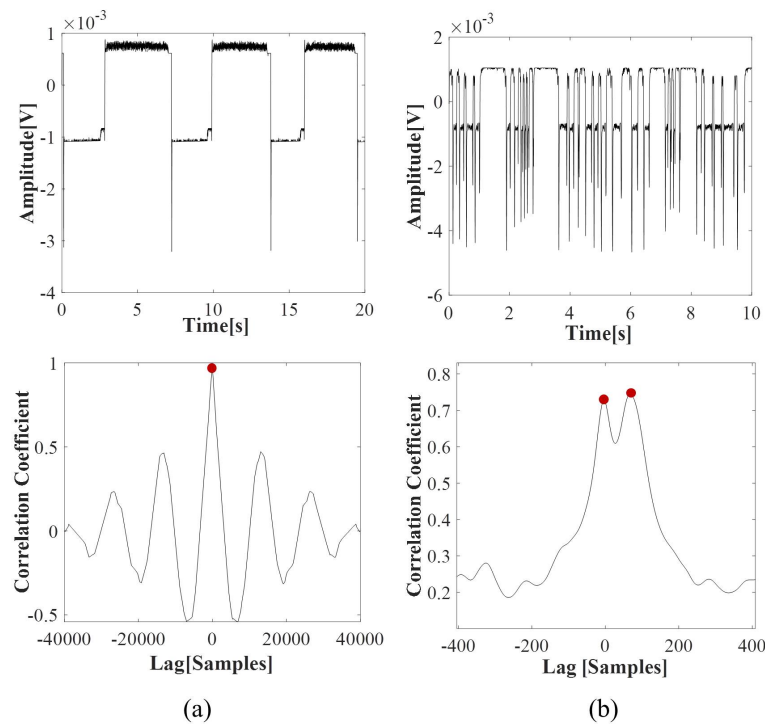 ×10⁻³
1
0
-1
-2
-3
-4
Amplitude[V]
0 5 10 15 20
Time[s]
×10⁻³
2
0
-2
-4
-6
Amplitude[V]
0 2 4 6 8 10
Time[s]
1
0.5
0
-0.5
Correlation Coefficient
-40000 -20000 0 20000 40000
Lag[Samples]
(a)
0.8
0.7
0.6
0.5
0.4
0.3
0.2
Correlation Coefficient
-400 -200 0 200 400
Lag [Samples]
(b)